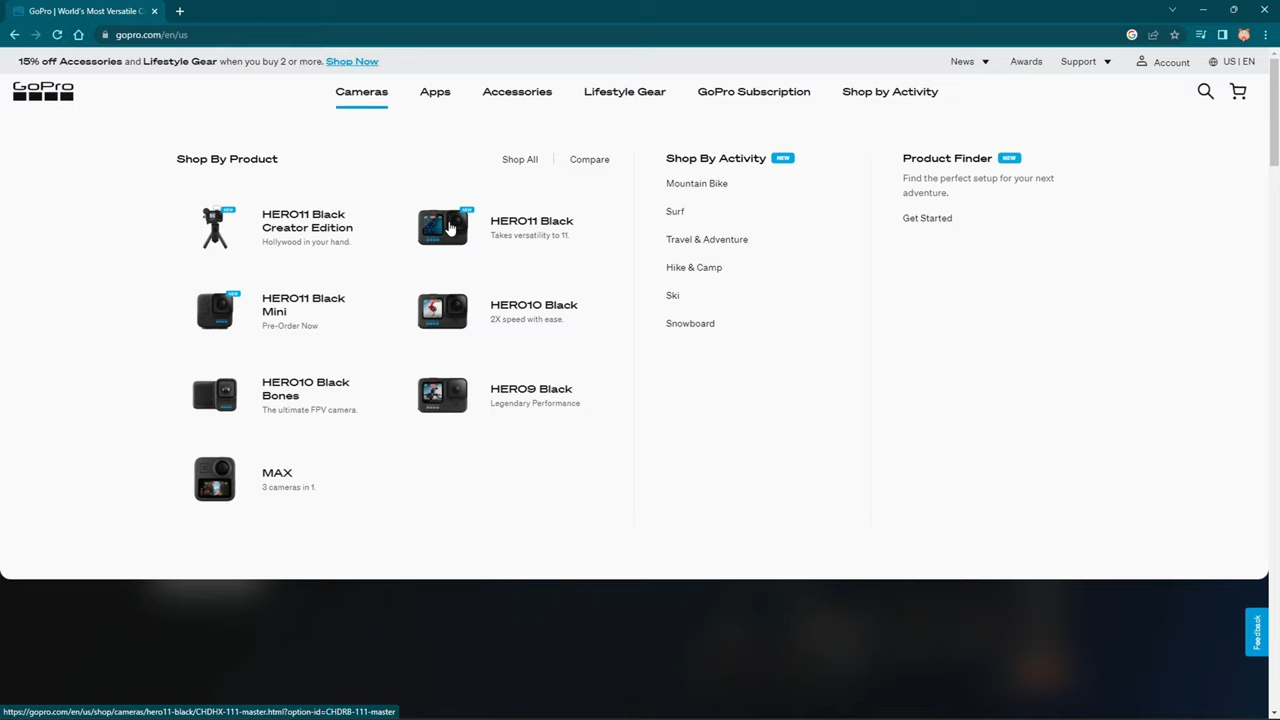 GoPro | World's Most Versatile C
gopro.com/en/us
15% off Accessories and Lifestyle Gear when you buy 2 or more. Shop Now
News
Awards
Support
Account
US | EN
GoPro
Cameras
Apps
Accessories
Lifestyle Gear
GoPro Subscription
Shop by Activity
Shop By Product
Shop All
Compare
NEW
HERO11 Black
Creator Edition
Hollywood in your hand.
NEW
HERO11 Black
Takes versatility to 11.
NEW
HERO11 Black
Mini
Pre-Order Now
HERO10 Black
2X speed with ease.
HERO10 Black
Bones
The ultimate FPV camera.
HERO9 Black
Legendary Performance
MAX
3 cameras in 1.
Shop By Activity NEW
Mountain Bike
Surf
Travel & Adventure
Hike & Camp
Ski
Snowboard
Product Finder NEW
Find the perfect setup for your next
adventure.
Get Started
Feedback
https://gopro.com/en/us/shop/cameras/hero11-black/CHDHX-111-master.html?option-id=CHDRB-111-master